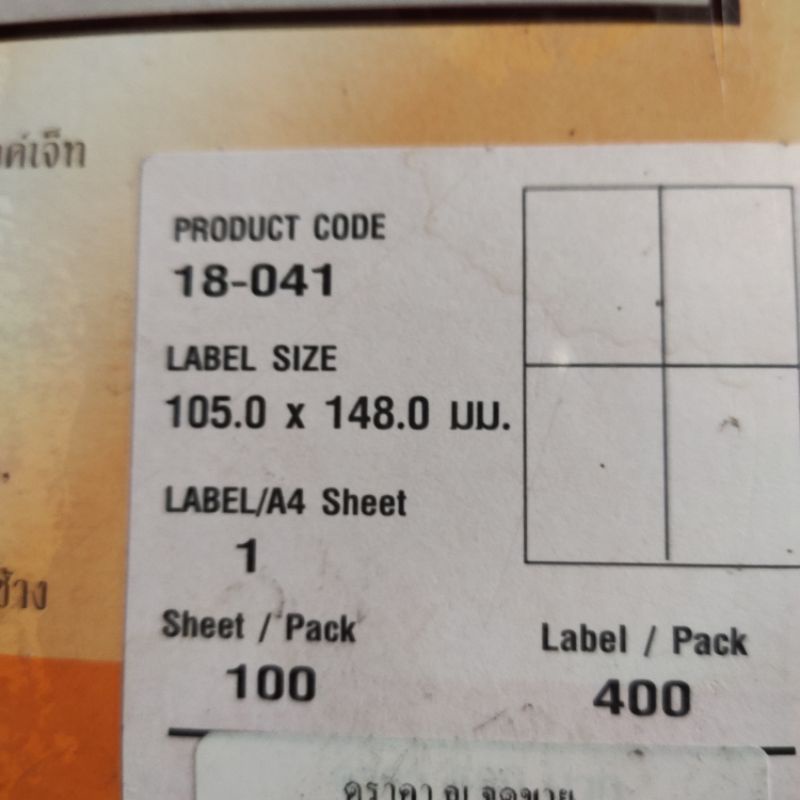 PRODUCT CODE
18-041
LABEL SIZE
105.0 x 148.0 มม.
LABEL/A4 Sheet
1
Sheet / Pack
100
Label / Pack
400